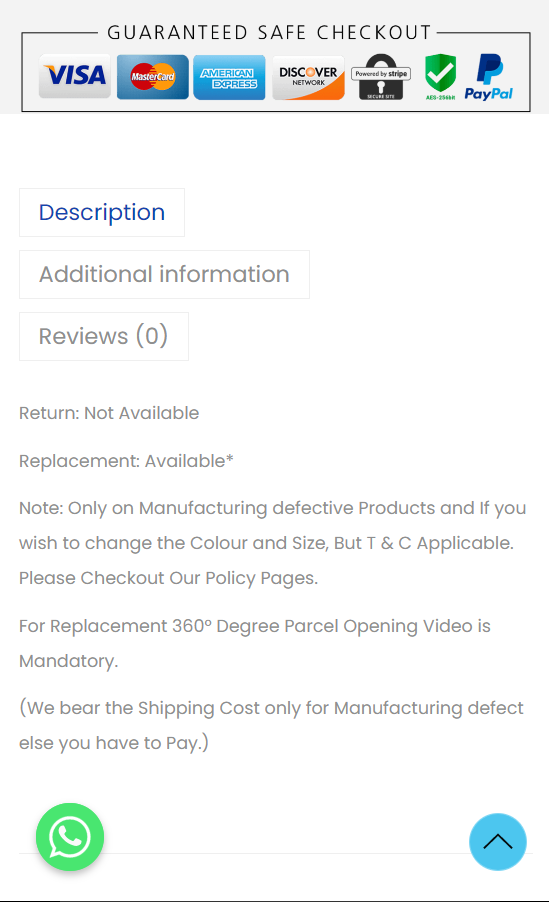 GUARANTEED SAFE CHECKOUT
VISA
MasterCard
AMERICAN
EXPRESS
DISCOVER
NETWORK
Powered by stripe
SECURE SITE
AES-256bit
PayPal
Description
Additional information
Reviews (0)
Return: Not Available
Replacement: Available*
Note: Only on Manufacturing defective Products and If you
wish to change the Colour and Size, But T & C Applicable.
Please Checkout Our Policy Pages.
For Replacement 360° Degree Parcel Opening Video is
Mandatory.
(We bear the Shipping Cost only for Manufacturing defect
else you have to Pay.)